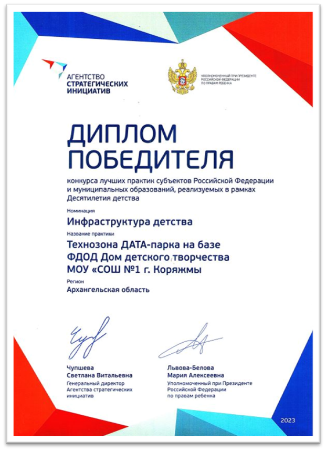 АГЕНТСТВО
СТРАТЕГИЧЕСКИХ
ИНИЦИАТИВ
УПОЛНОМОЧЕННЫЙ ПРИ ПРЕЗИДЕНТЕ
РОССИЙСКОЙ ФЕДЕРАЦИИ
ПО ПРАВАМ РЕБЕНКА
ДИПЛОМ
ПОБЕДИТЕЛЯ
конкурса лучших практик субъектов Российской Федерации
и муниципальных образований, реализуемых в рамках
Десятилетия детства
Номинация
Инфраструктура детства
Название практики
Технозона ДАТА-парка на базе
ФДОД Дом детского творчества
МОУ «СОШ №1 г. Коряжмы
Регион
Архангельская область
Чупшева
Светлана Витальевна
Генеральный директор
Агентства стратегических
инициатив
Львова-Белова
Мария Алексеевна
Уполномоченный при Президенте
Российской Федерации
по правам ребенка
2023